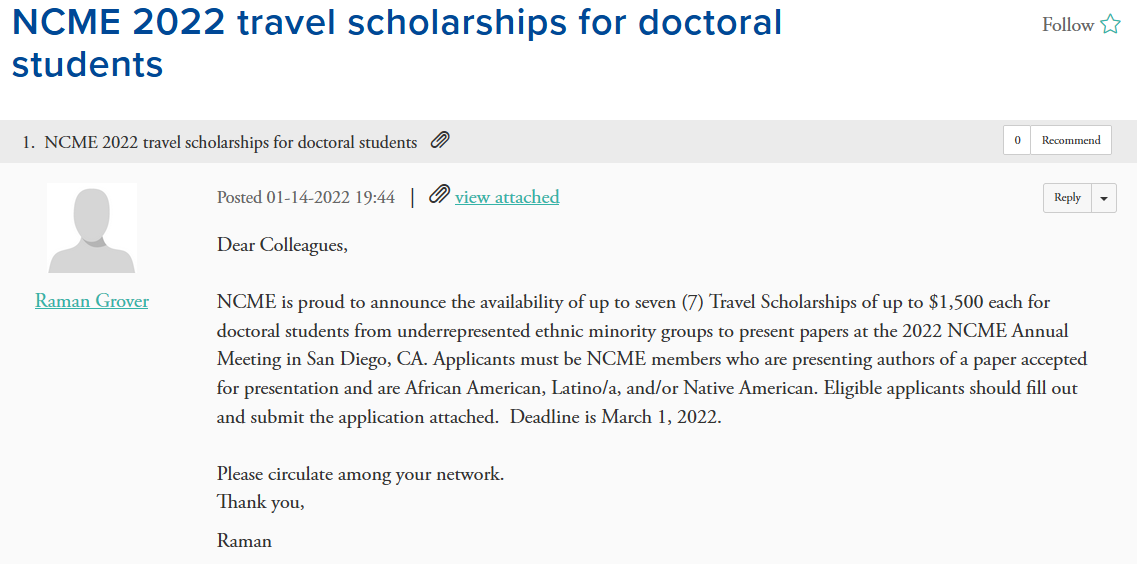 NCME 2022 travel scholarships for doctoral
students
Follow
1. NCME 2022 travel scholarships for doctoral students
0 Recommend
Posted 01-14-2022 19:44 | view attached
Reply
Dear Colleagues,
Raman Grover
NCME is proud to announce the availability of up to seven (7) Travel Scholarships of up to $1,500 each for
doctoral students from underrepresented ethnic minority groups to present papers at the 2022 NCME Annual
Meeting in San Diego, CA. Applicants must be NCME members who are presenting authors of a paper accepted
for presentation and are African American, Latino/a, and/or Native American. Eligible applicants should fill out
and submit the application attached.  Deadline is March 1, 2022.
Please circulate among your network.
Thank you,
Raman